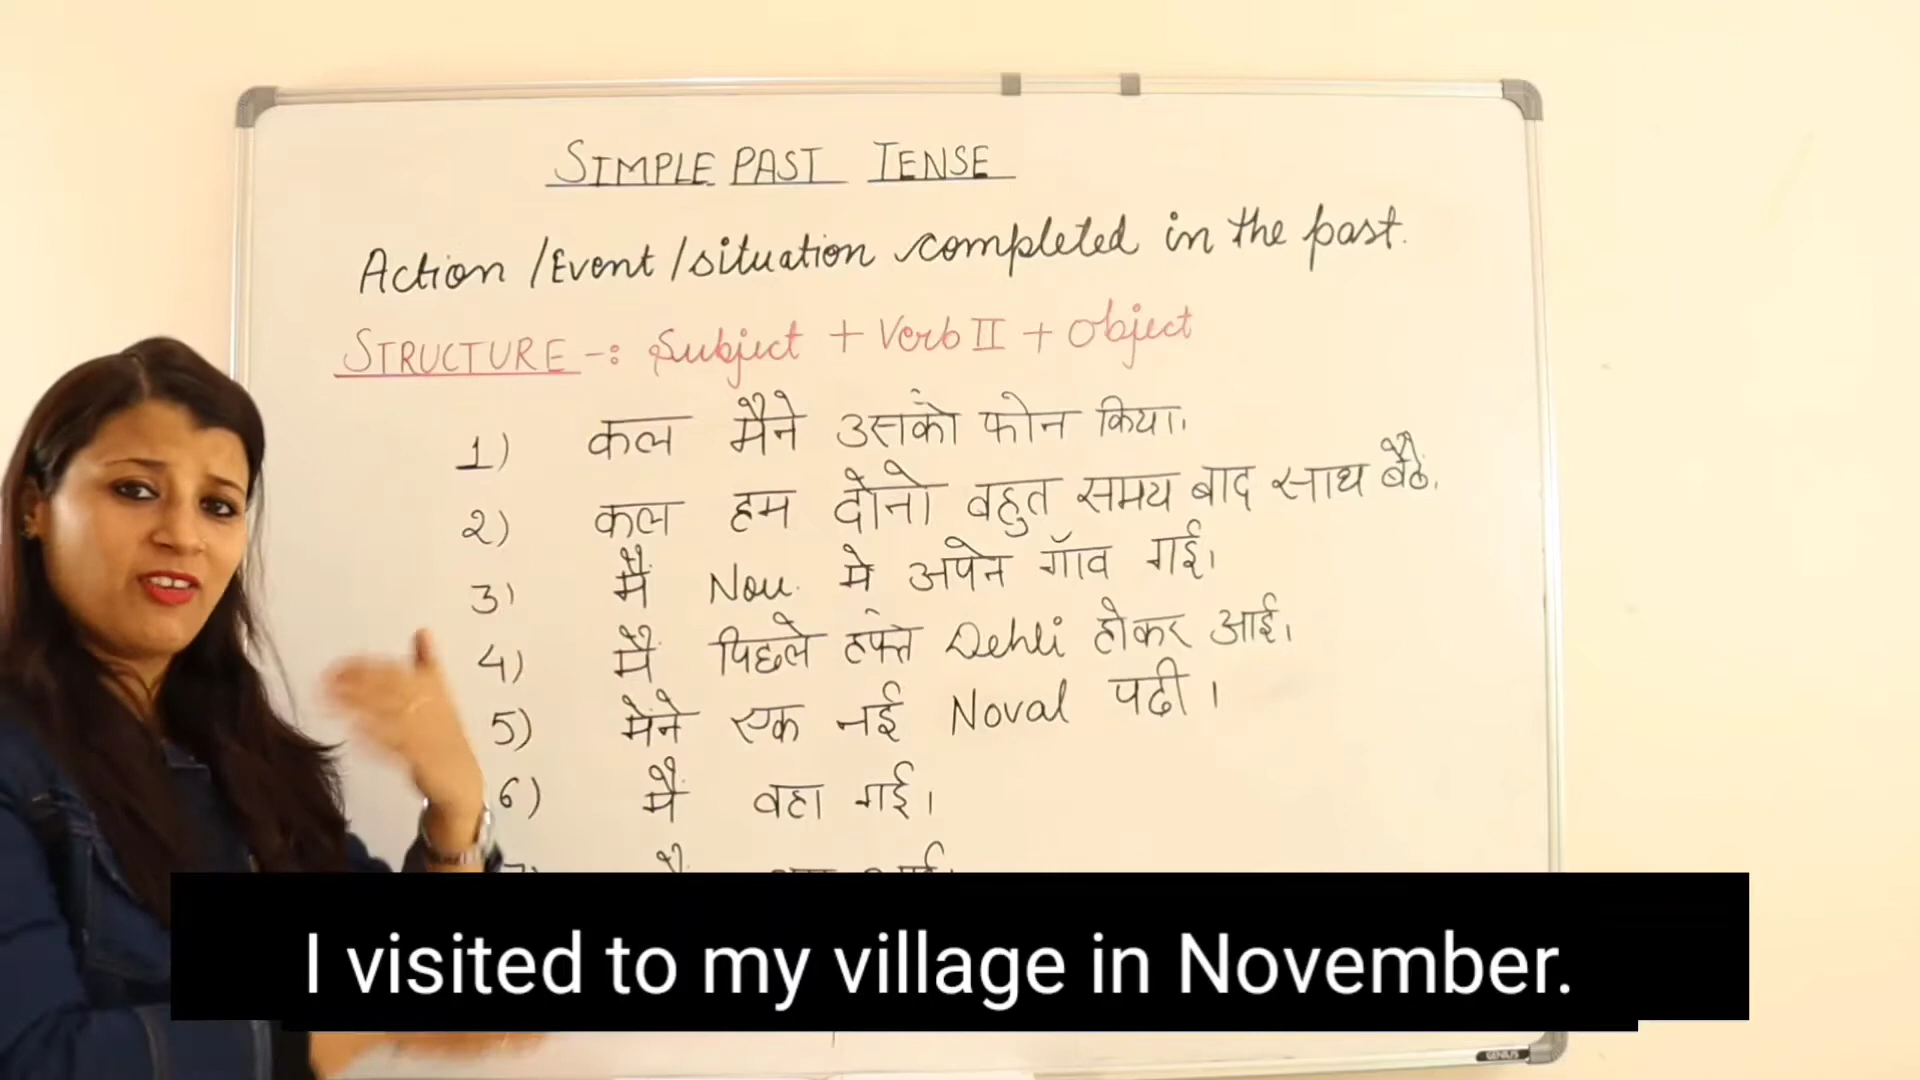 SIMPLE PAST TENSE
Action /Event /situation completed in the past.
STRUCTURE -: Subject + Verb II + Object
1) कल मैने उसको फोन किया।
2) कल हम दोनो बहुत समय बाद साथ बैठे.
3) मैं Nov. मे अपने गाँव गई।
4) मैं पिछले हफ्ते Dehli होकर आई।
5) मेने एक नई Noval पढी।
6) मैं वहा गई।
I visited to my village in November.
GENIUS